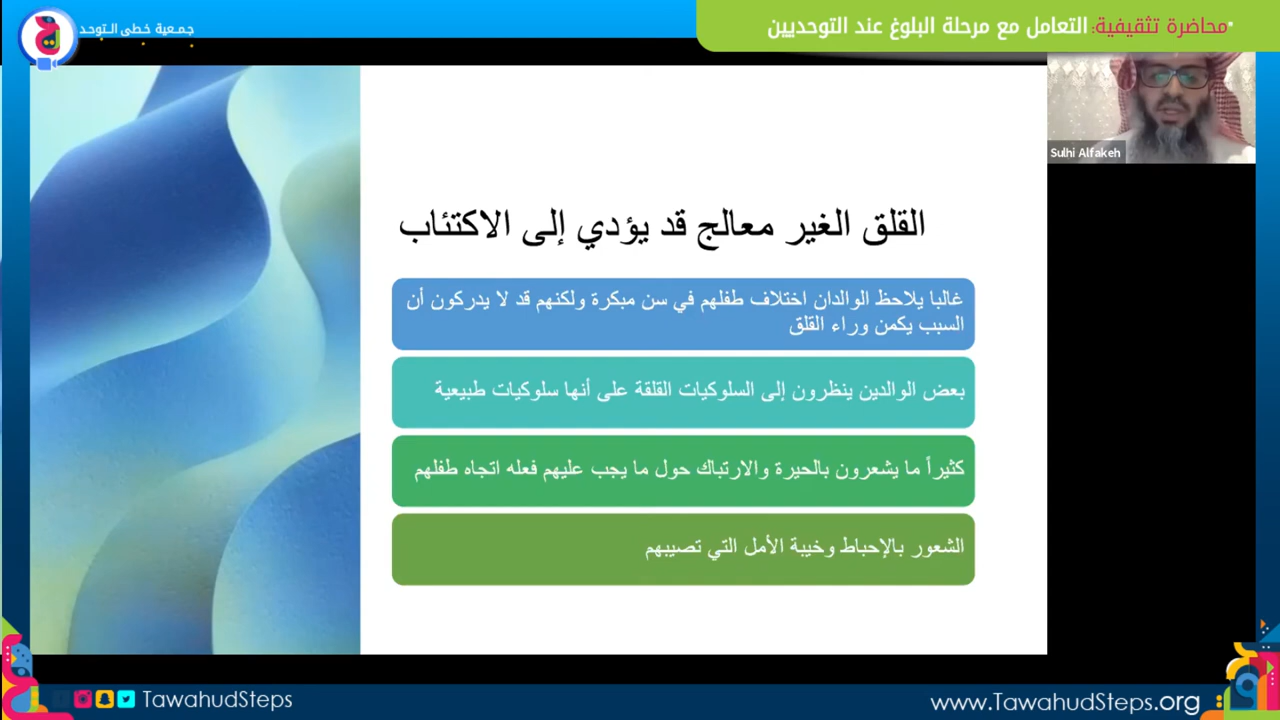 •محاضرة تثقيفية: التعامل مع مرحلة البلوغ عند التوحديين
جمعية خطى التوحد
Sulhi Alfakeh
القلق الغير معالج قد يؤدي إلى الاكتئاب
غالبا يلاحظ الوالدان اختلاف طفلهم في سن مبكرة ولكنهم قد لا يدركون أن
السبب يكمن وراء القلق
بعض الوالدين ينظرون إلى السلوكيات القلقة على أنها سلوكيات طبيعية
كثيراً ما يشعرون بالحيرة والارتباك حول ما يجب عليهم فعله اتجاه طفلهم
الشعور بالإحباط وخيبة الأمل التي تصيبهم
TawahudSteps
www.TawahudSteps.org